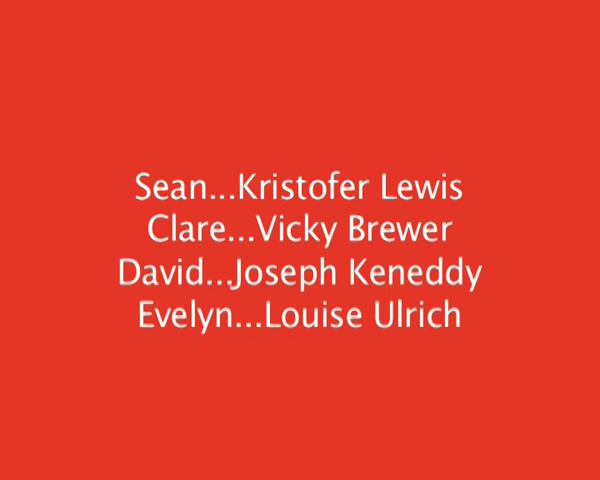 Sean...Kristofer Lewis
Clare...Vicky Brewer
David...Joseph Keneddy
Evelyn...Louise Ulrich